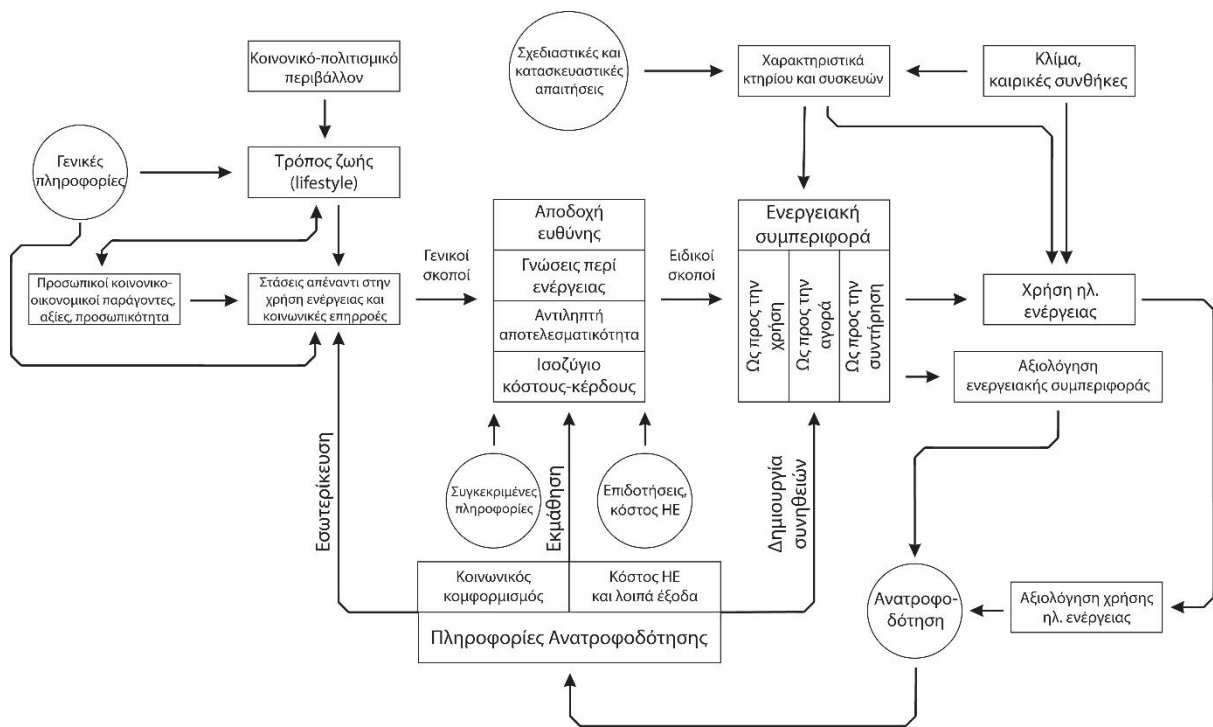 Κοινονικό-πολιτισμικό
περιβάλλον
Σχεδιαστικές και
κατασκευαστικές
απαιτήσεις
Χαρακτηριστικά
κτηρίου και συσκευών
Κλίμα,
καιρικές συνθήκες
Γενικές
πληροφορίες
Τρόπος ζωής
(lifestyle)
Προσωπικοί κοινονικο-
οικονομικοί παράγοντες,
αξίες, προσωπικότητα
Στάσεις απέναντι στην
χρήση ενέργειας και
κοινωνικές επηρροές
Γενικοί
σκοποί
Αποδοχή
ευθύνης
Γνώσεις περί
ενέργειας
Αντιληπτή
αποτελεσματικότητα
Ισοζύγιο
κόστους-κέρδους
Ειδικοί
σκοποί
Ενεργειακή
συμπεριφορά
Ως προς την
χρήση
Ως προς την
αγορά
Ως προς την
συντήρηση
Χρήση ηλ.
ενέργειας
Αξιολόγηση
ενεργειακής συμπεριφοράς
Εσωτερίκευση
Συγκεκριμένες
πληροφορίες
Εκμάθηση
Επιδοτήσεις,
κόστος ΗΕ
Δημιουργία
συνηθειών
Κοινωνικός
κομφορμισμός
Κόστος ΗΕ
και λοιπά έξοδα
Πληροφορίες Ανατροφοδότησης
Ανατροφο-
δότηση
Αξιολόγηση χρήσης
ηλ. ενέργειας